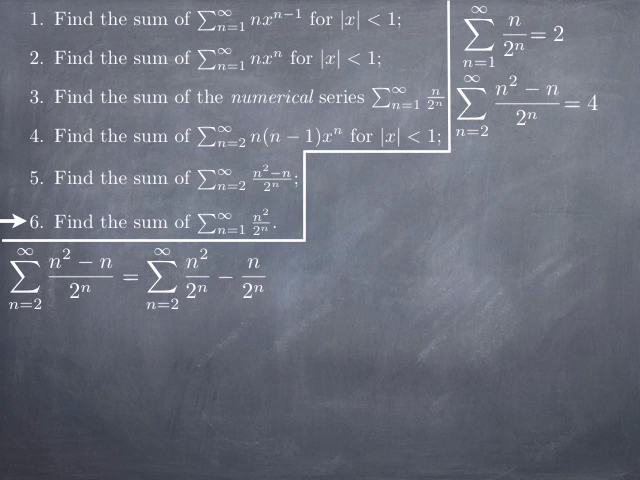 1. Find the sum of ∑_{n=1}^{∞} nx^{n−1} for |x| < 1;
2. Find the sum of ∑_{n=1}^{∞} nx^n for |x| < 1;
3. Find the sum of the numerical series ∑_{n=1}^{∞} n/2^n
4. Find the sum of ∑_{n=2}^{∞} n(n − 1)x^n for |x| < 1;
5. Find the sum of ∑_{n=2}^{∞} (n^2−n)/2^n;
6. Find the sum of ∑_{n=1}^{∞} n^2/2^n.
∑_{n=1}^{∞} n/2^n = 2
∑_{n=2}^{∞} (n^2 − n)/2^n = 4
∑_{n=2}^{∞} (n^2 − n)/2^n = ∑_{n=2}^{∞} n^2/2^n − n/2^n